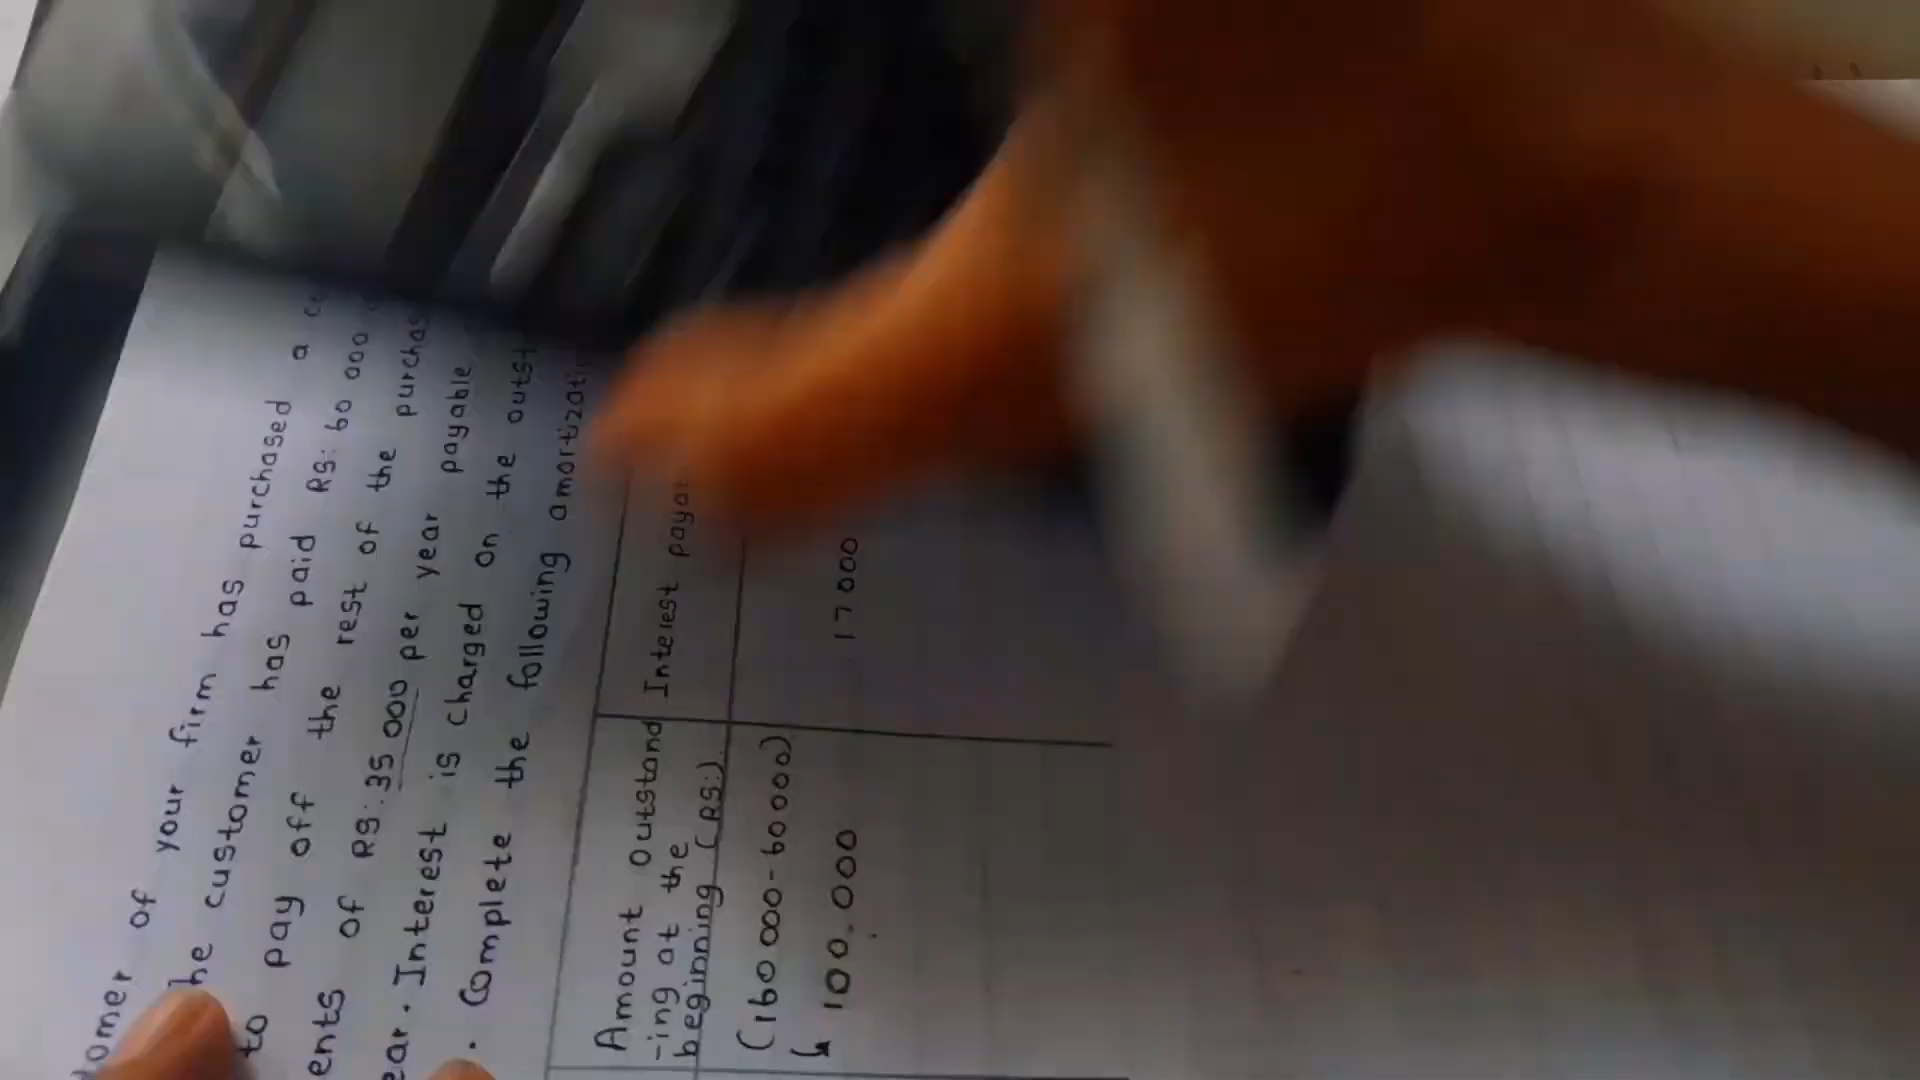 tomer of your firm has purchased a
he customer has paid RS: 60 000
to pay off the rest of the purchas
ents of RS: 35 000 per year payable
ear. Interest is charged on the outst
. Complete the following amortizati
Amount outstand
-ing at the
beginning (RS:)
Interest paya
(160 000-60 000)
↳ 100.000
17 000